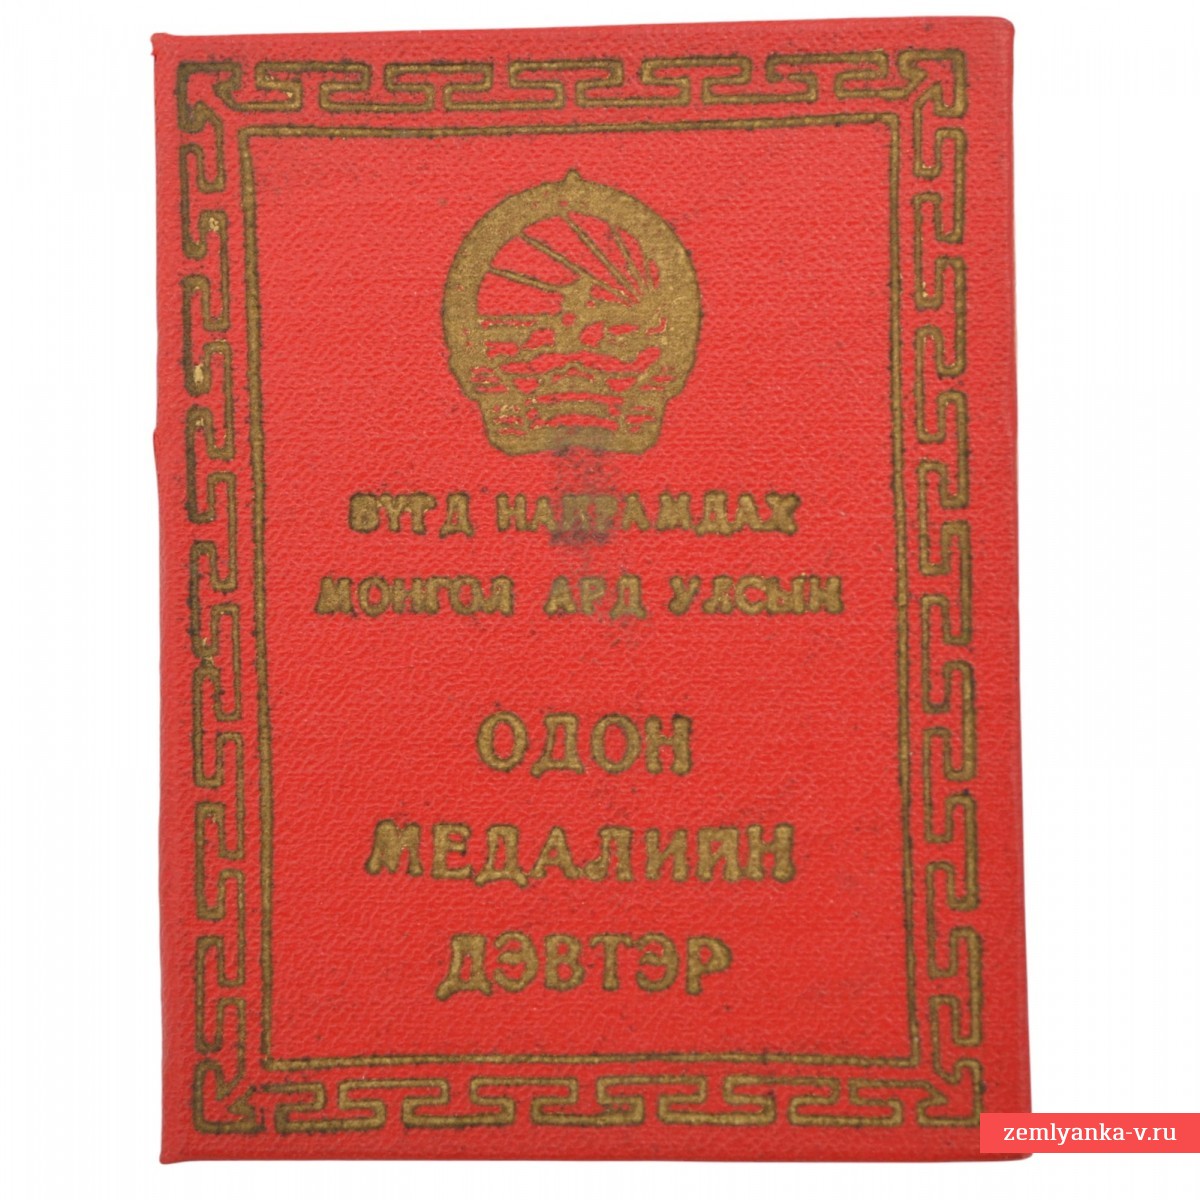 БҮГД НАЙРАМДАХ
МОНГОЛ АРД УЛСЫН
ОДОН
МЕДАЛИЙН
ДЭВТЭР
zemlyanka-v.ru